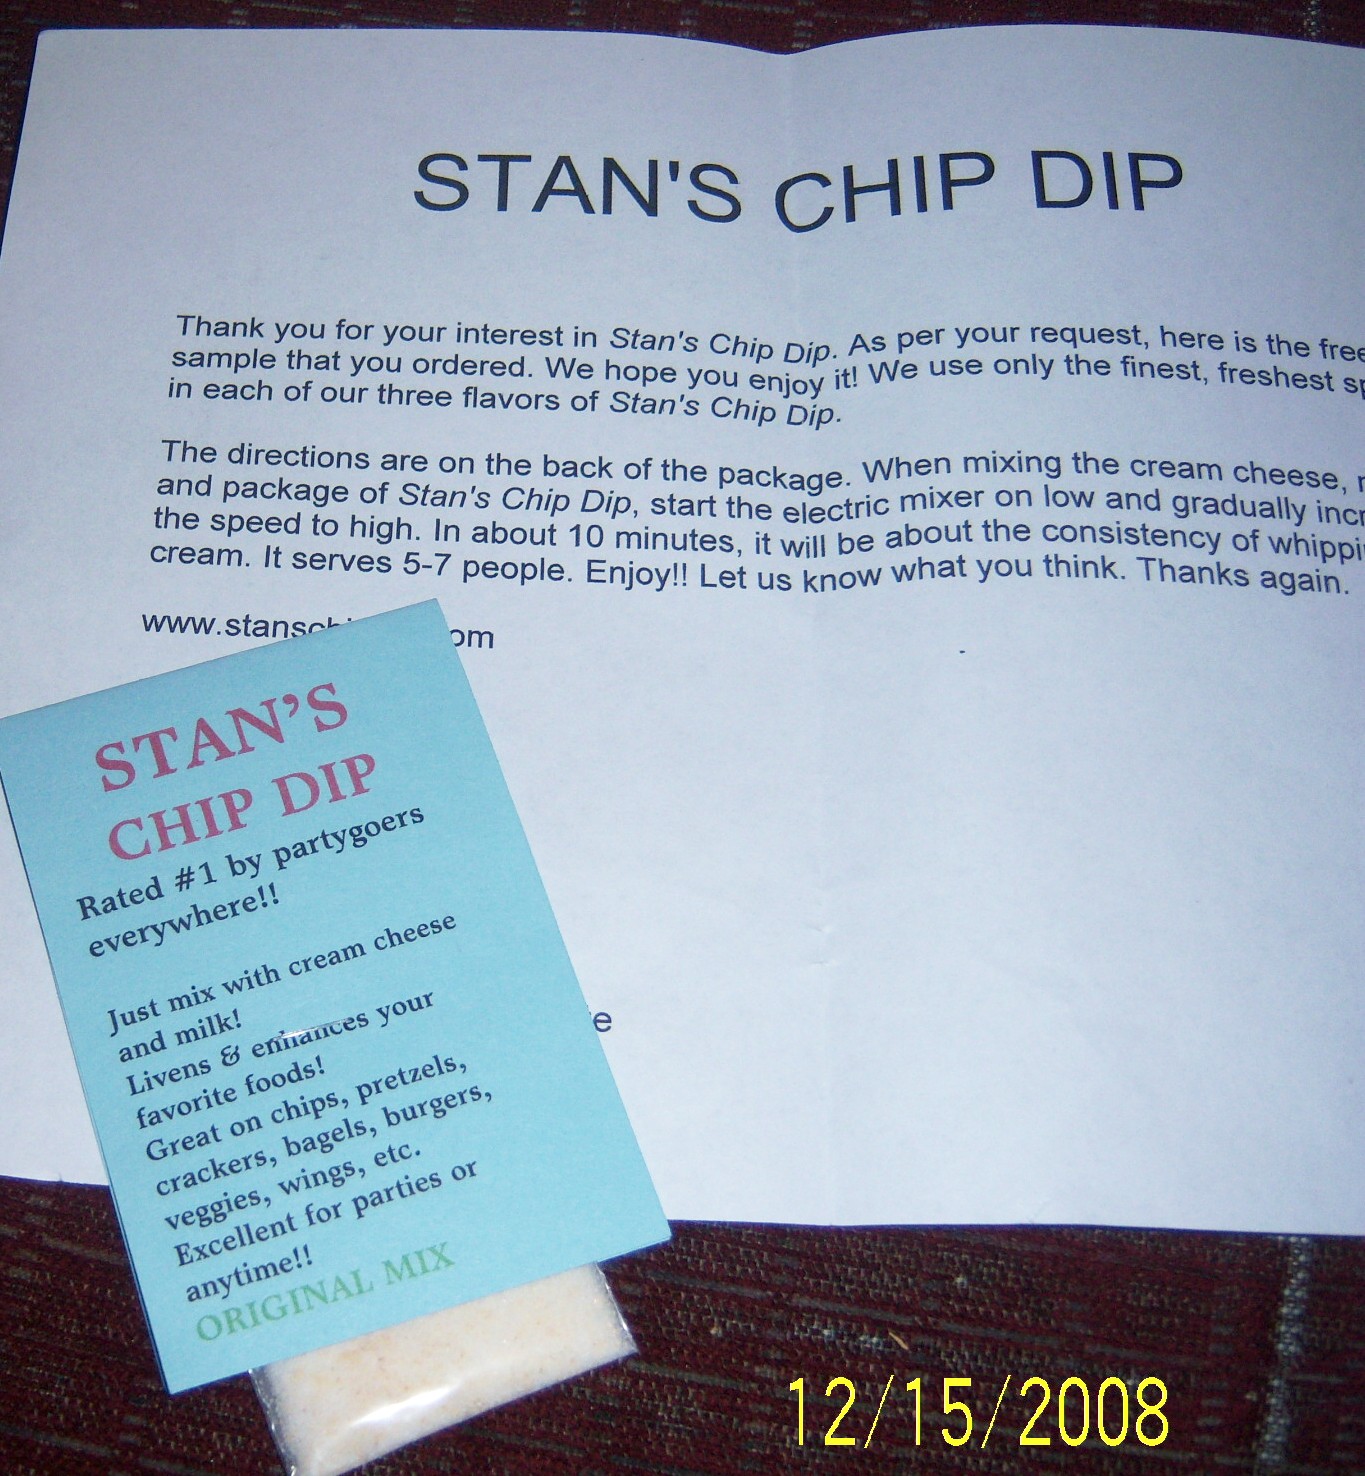 STAN'S CHIP DIP
Thank you for your interest in Stan's Chip Dip. As per your request, here is the free
sample that you ordered. We hope you enjoy it! We use only the finest, freshest
in each of our three flavors of Stan's Chip Dip.
The directions are on the back of the package. When mixing the cream cheese,
and package of Stan's Chip Dip, start the electric mixer on low and gradually
the speed to high. In about 10 minutes, it will be about the consistency of
cream. It serves 5-7 people. Enjoy!! Let us know what you think. Thanks again.
STAN'S
CHIP DIP
Rated #1 by partygoers
everywhere!!
Just mix with cream cheese
and milk!
Livens & enhances your
favorite foods!
Great on chips, pretzels,
crackers, bagels, burgers,
veggies, wings, etc.
Excellent for parties or
anytime!!
ORIGINAL MIX
12/15/2008